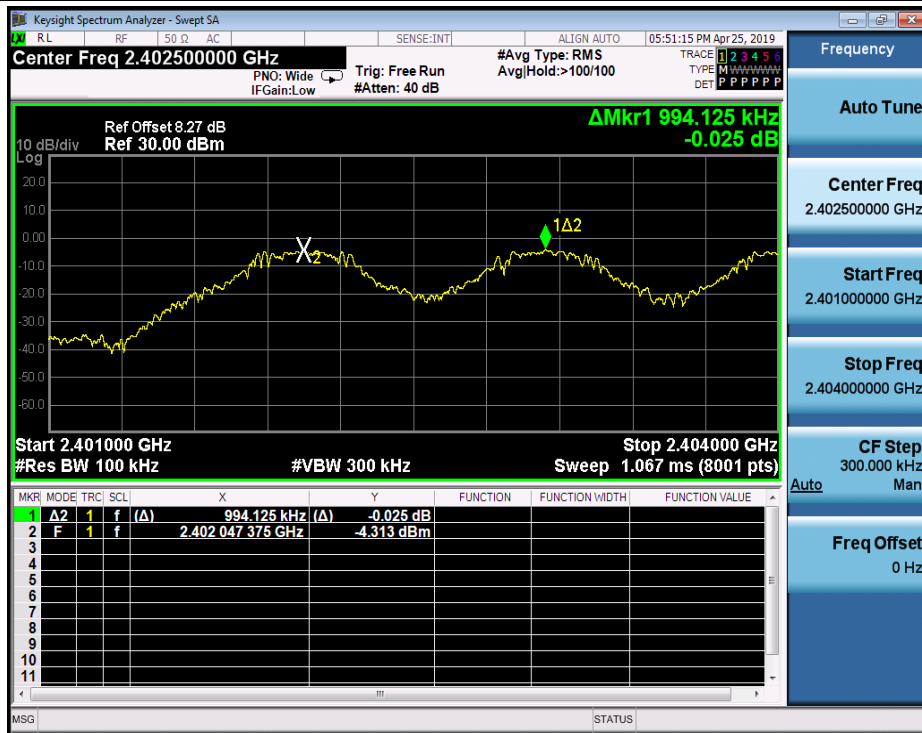 Keysight Spectrum Analyzer - Swept SA
LXI RL RF 50 Ω AC SENSE:INT ALIGN AUTO 05:51:15 PM Apr 25, 2019
Center Freq 2.402500000 GHz #Avg Type: RMS TRACE 1 2 3 4 5 6
PNO: Wide Trig: Free Run Avg|Hold:>100/100 TYPE M W W W W W
IFGain:Low #Atten: 40 dB DET P P P P P P
ΔMkr1 994.125 kHz
Ref Offset 8.27 dB
10 dB/div Ref 30.00 dBm -0.025 dB
Log
20.0
10.0
0.00
-10.0
-20.0
-30.0
-40.0
-50.0
-60.0
1Δ2
2
Start 2.401000 GHz Stop 2.404000 GHz
#Res BW 100 kHz #VBW 300 kHz Sweep 1.067 ms (8001 pts)
MKR MODE TRC SCL X Y FUNCTION FUNCTION WIDTH FUNCTION VALUE
1 Δ2 1 f (Δ) 994.125 kHz (Δ) -0.025 dB
2 F 1 f 2.402 047 375 GHz -4.313 dBm
3
4
5
6
7
8
9
10
11
MSG STATUS
Frequency
Auto Tune
Center Freq
2.402500000 GHz
Start Freq
2.401000000 GHz
Stop Freq
2.404000000 GHz
CF Step
300.000 kHz
Auto Man
Freq Offset
0 Hz